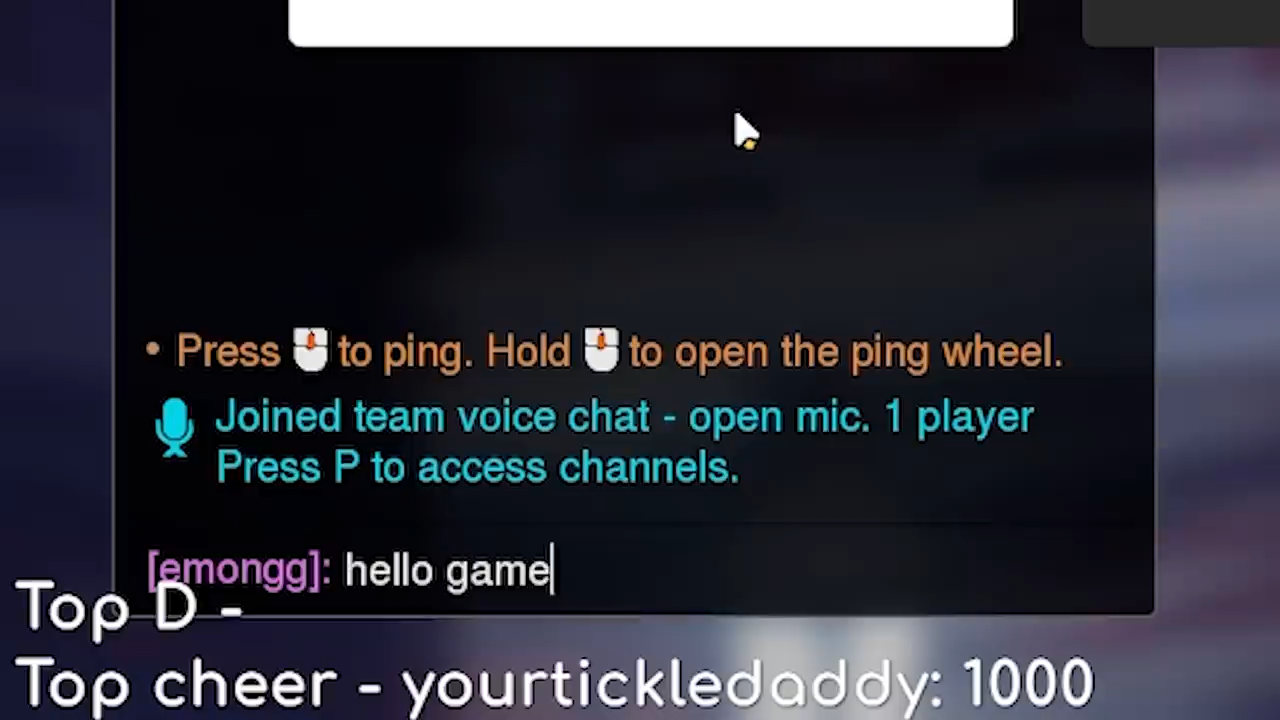 • Press to ping. Hold to open the ping wheel.
Joined team voice chat - open mic. 1 player
Press P to access channels.
[emongg]: hello game
Top D -
Top cheer - yourtickledaddy: 1000